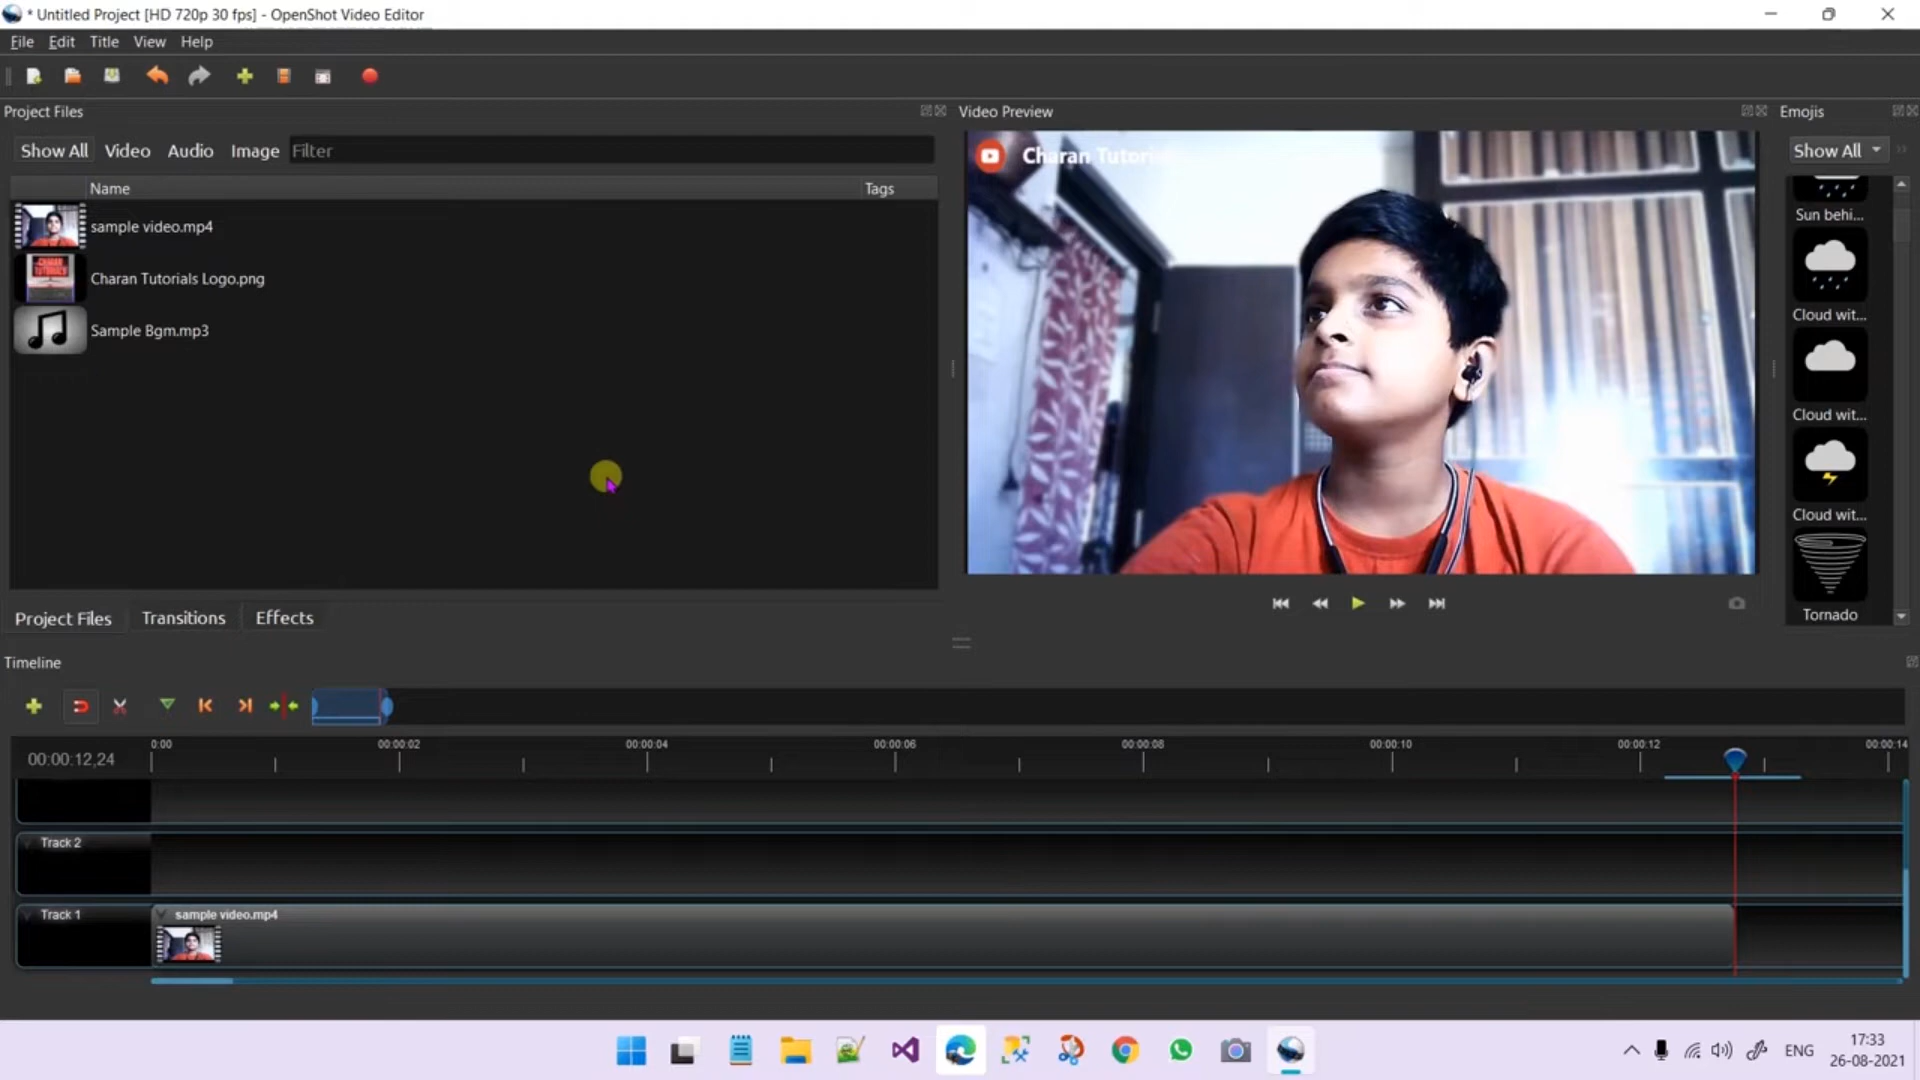 * Untitled Project [HD 720p 30 fps] - OpenShot Video Editor
File Edit Title View Help
Project Files
Video Preview
Emojis
Show All Video Audio Image Filter
Charan Tutori
Show All
Name Tags
sample video.mp4
Charan Tutorials Logo.png
Sample Bgm.mp3
CHARAN
TUTORIALS
Sun behi...
Cloud wit...
Cloud wit...
Cloud wit...
Tornado
Project Files Transitions Effects
Timeline
00:00:12,24
0:00 00:00:02 00:00:04 00:00:06 00:00:08 00:00:10 00:00:12 00:00:14
Track 2
Track 1
sample video.mp4
ENG
17:33
26-08-2021